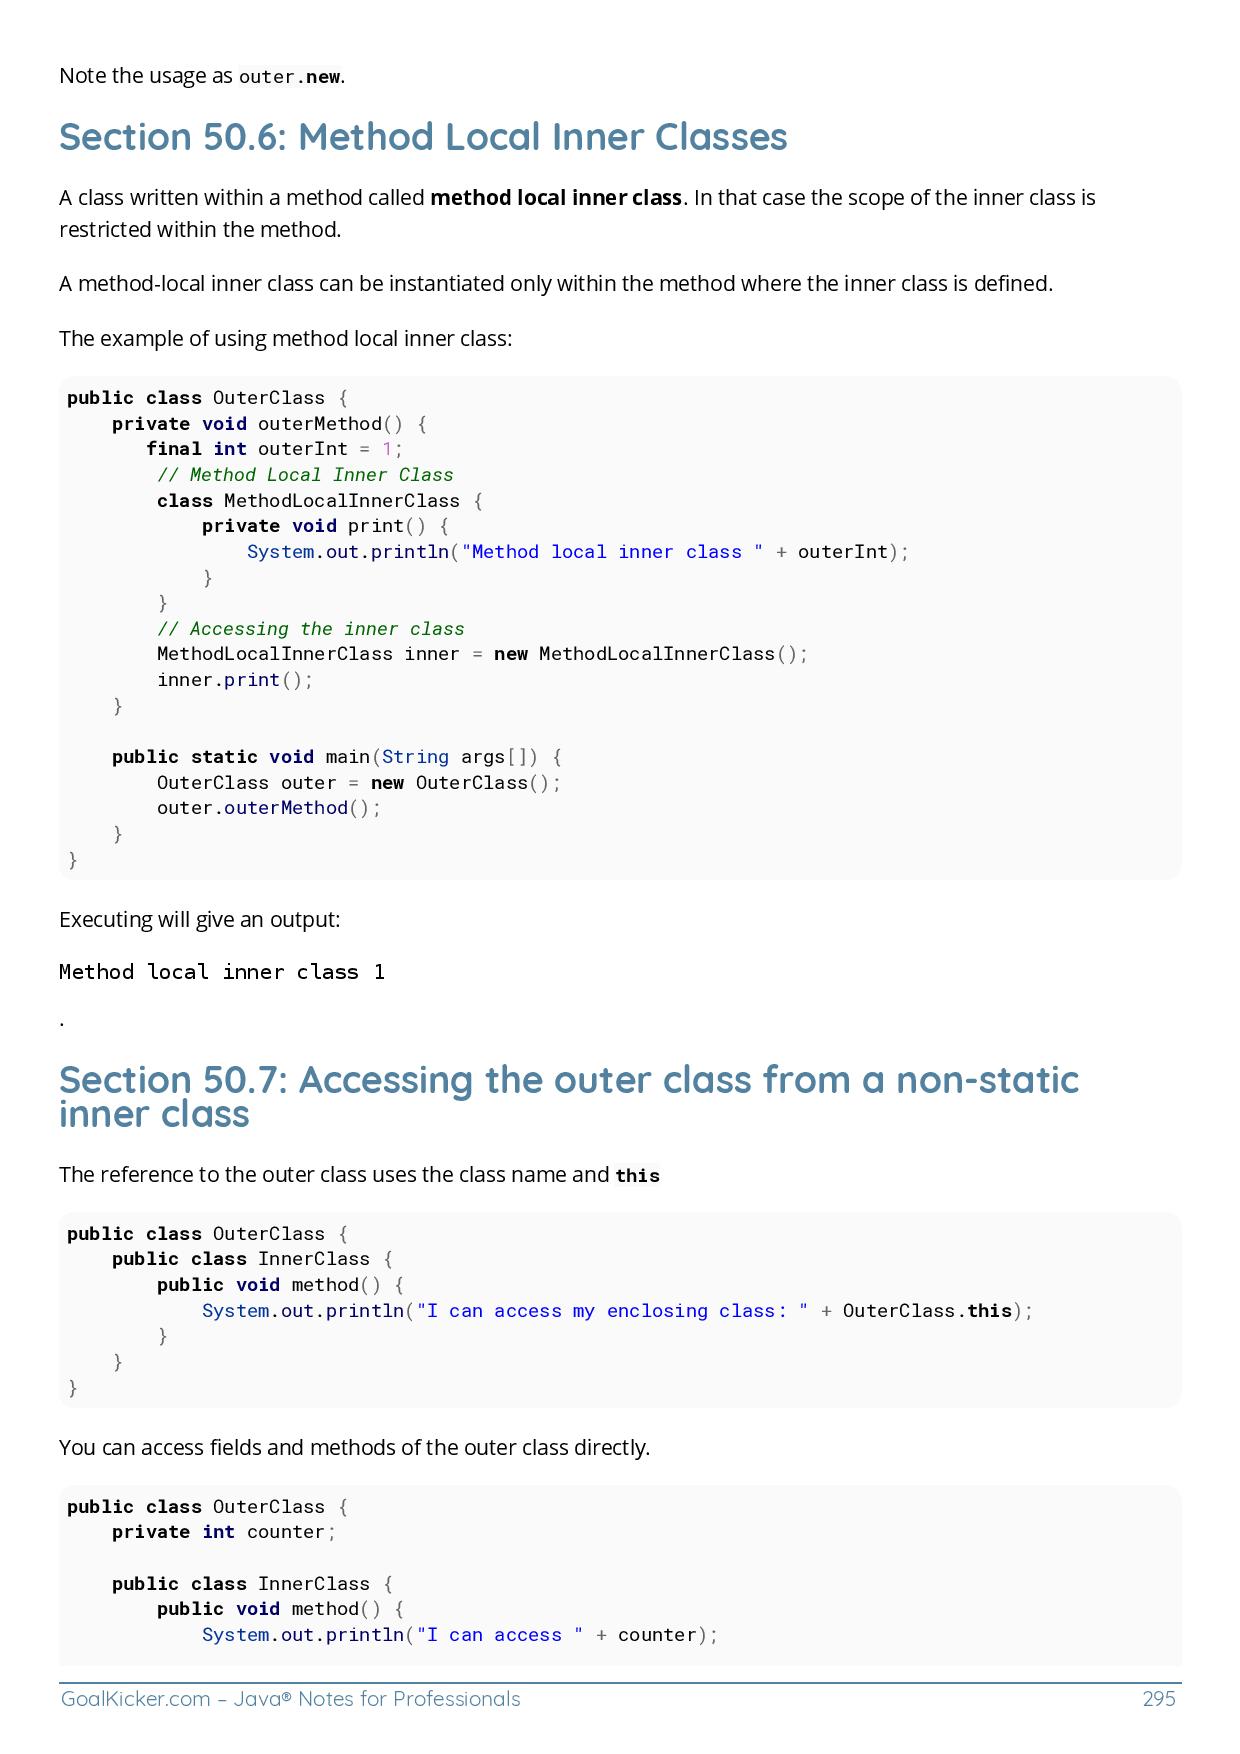 Note the usage as outer.new.
Section 50.6: Method Local Inner Classes
A class written within a method called method local inner class. In that case the scope of the inner class is
restricted within the method.
A method-local inner class can be instantiated only within the method where the inner class is defined.
The example of using method local inner class:
public class OuterClass {
    private void outerMethod() {
       final int outerInt = 1;
        // Method Local Inner Class
        class MethodLocalInnerClass {
            private void print() {
                System.out.println("Method local inner class " + outerInt);
            }
        }
        // Accessing the inner class
        MethodLocalInnerClass inner = new MethodLocalInnerClass();
        inner.print();
    }

    public static void main(String args[]) {
        OuterClass outer = new OuterClass();
        outer.outerMethod();
    }
}
Executing will give an output:
Method local inner class 1
.
Section 50.7: Accessing the outer class from a non-static
inner class
The reference to the outer class uses the class name and this
public class OuterClass {
    public class InnerClass {
        public void method() {
            System.out.println("I can access my enclosing class: " + OuterClass.this);
        }
    }
}
You can access fields and methods of the outer class directly.
public class OuterClass {
    private int counter;

    public class InnerClass {
        public void method() {
            System.out.println("I can access " + counter);
GoalKicker.com – Java® Notes for Professionals 295